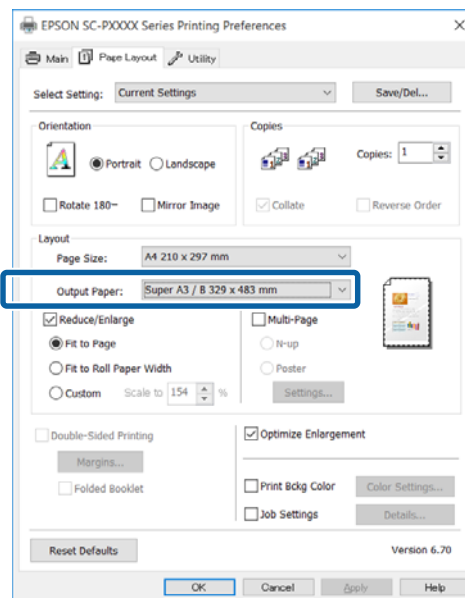 EPSON SC-PXXXX Series Printing Preferences
Main Page Layout Utility
Select Setting: Current Settings Save/Del...
Orientation Copies
Portrait Landscape Copies: 1
Rotate 180° Mirror Image Collate Reverse Order
Layout
Page Size: A4 210 x 297 mm
Output Paper: Super A3 / B 329 x 483 mm
Reduce/Enlarge Multi-Page
Fit to Page N-up
Fit to Roll Paper Width Poster
Custom Scale to 154 % Settings...
Double-Sided Printing Optimize Enlargement
Margins...
Folded Booklet Print Bckg Color Color Settings...
Job Settings Details...
Reset Defaults Version 6.70
OK Cancel Apply Help